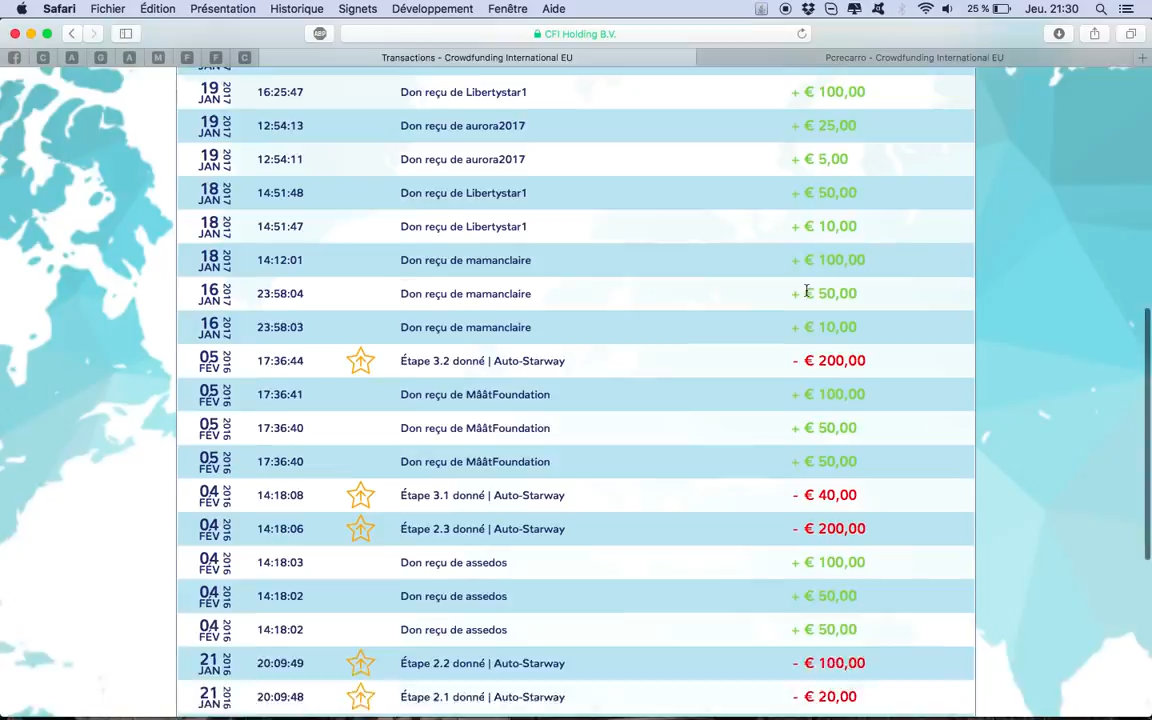 Safari Fichier Édition Présentation Historique Signets Développement Fenêtre Aide 25 % Jeu. 21:30
CFI Holding B.V.
C A G A M F F C Transactions - Crowdfunding International EU Pcrecarro - Crowdfunding International EU
JAN 2017
19 JAN 2017 16:25:47 Don reçu de Libertystar1 + € 100,00
19 JAN 2017 12:54:13 Don reçu de aurora2017 + € 25,00
19 JAN 2017 12:54:11 Don reçu de aurora2017 + € 5,00
18 JAN 2017 14:51:48 Don reçu de Libertystar1 + € 50,00
18 JAN 2017 14:51:47 Don reçu de Libertystar1 + € 10,00
18 JAN 2017 14:12:01 Don reçu de mamanclaire + € 100,00
16 JAN 2017 23:58:04 Don reçu de mamanclaire + € 50,00
16 JAN 2017 23:58:03 Don reçu de mamanclaire + € 10,00
05 FÉV 2016 17:36:44 Étape 3.2 donné | Auto-Starway - € 200,00
05 FÉV 2016 17:36:41 Don reçu de MââtFoundation + € 100,00
05 FÉV 2016 17:36:40 Don reçu de MââtFoundation + € 50,00
05 FÉV 2016 17:36:40 Don reçu de MââtFoundation + € 50,00
04 FÉV 2016 14:18:08 Étape 3.1 donné | Auto-Starway - € 40,00
04 FÉV 2016 14:18:06 Étape 2.3 donné | Auto-Starway - € 200,00
04 FÉV 2016 14:18:03 Don reçu de assedos + € 100,00
04 FÉV 2016 14:18:02 Don reçu de assedos + € 50,00
04 FÉV 2016 14:18:02 Don reçu de assedos + € 50,00
21 JAN 2016 20:09:49 Étape 2.2 donné | Auto-Starway - € 100,00
21 JAN 2016 20:09:48 Étape 2.1 donné | Auto-Starway - € 20,00